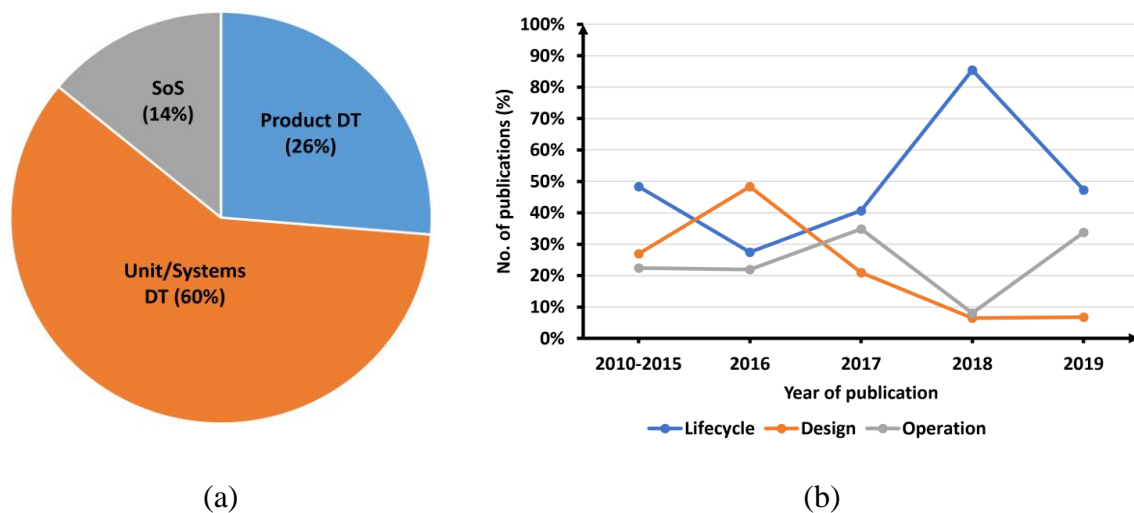 SoS
(14%)
Product DT
(26%)
Unit/Systems
DT (60%)
(a)
No. of publications (%)
100%
90%
80%
70%
60%
50%
40%
30%
20%
10%
0%
2010-2015 2016 2017 2018 2019
Year of publication
Lifecycle Design Operation
(b)